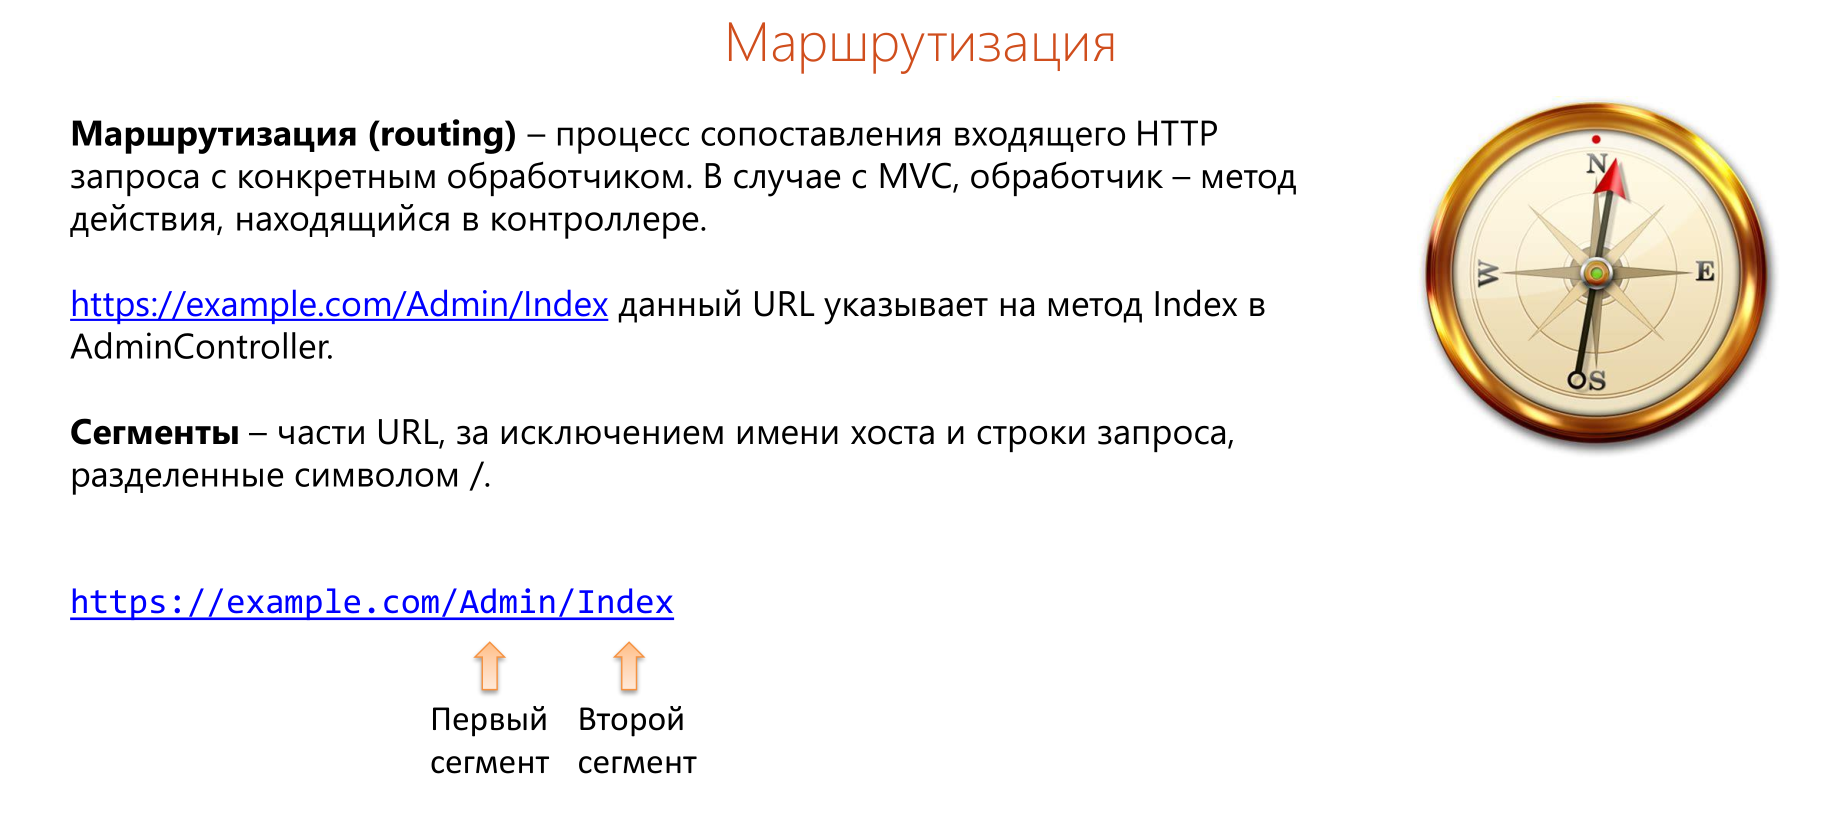 Маршрутизация
Маршрутизация (routing) – процесс сопоставления входящего HTTP
запроса с конкретным обработчиком. В случае с MVC, обработчик – метод
действия, находящийся в контроллере.
https://example.com/Admin/Index данный URL указывает на метод Index в
AdminController.
Сегменты – части URL, за исключением имени хоста и строки запроса,
разделенные символом /.
https://example.com/Admin/Index
Первый Второй
сегмент сегмент
N
W E
S